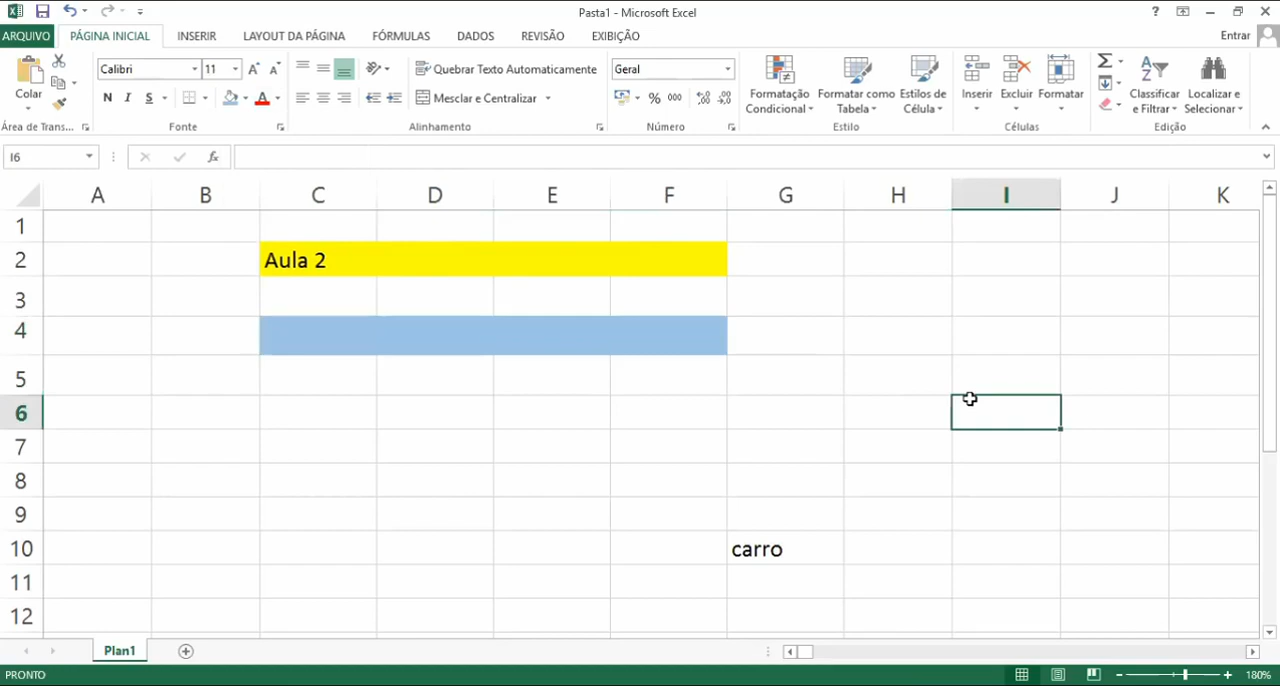 Pasta1 - Microsoft Excel
?
ARQUIVO PÁGINA INICIAL INSERIR LAYOUT DA PÁGINA FÓRMULAS DADOS REVISÃO EXIBIÇÃO Entrar
Colar
Calibri 11
N I S
Quebrar Texto Automaticamente
Mesclar e Centralizar
Geral
% 000
Formatação Condicional
Formatar como Tabela
Estilos de Célula
Inserir Excluir Formatar
Classificar e Filtrar
Localizar e Selecionar
Área de Trans... Fonte Alinhamento Número Estilo Células Edição
I6
fx
A B C D E F G H I J K
1
2 Aula 2
3
4
5
6
7
8
9
10 carro
11
12
Plan1
PRONTO 180%